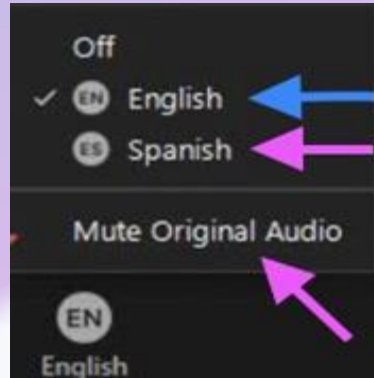 Off
EN English
ES Spanish
Mute Original Audio
EN
English